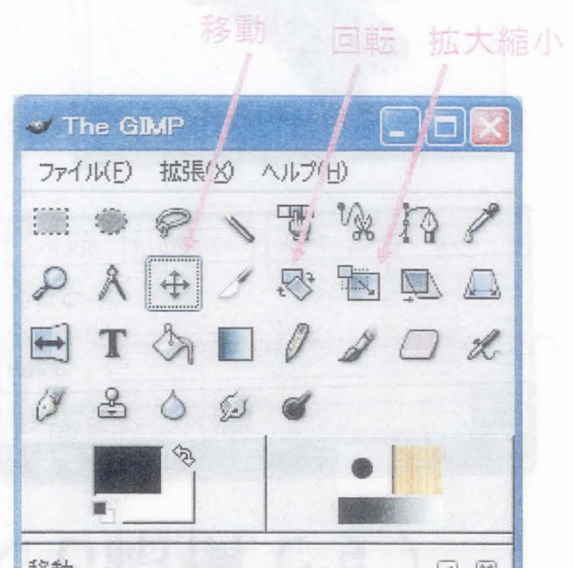 移動 回転 拡大縮小
The GIMP
ファイル(F) 拡張(X) ヘルプ(H)
T
移動